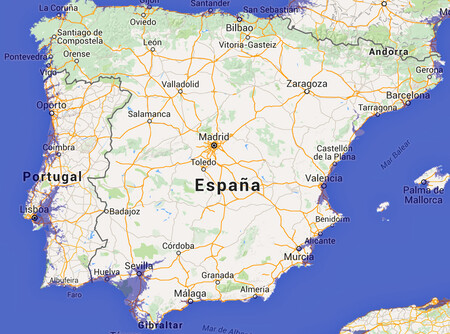 Santander
San Sebastián
Oviedo
Bilbao
Santiago de
Compostela
León
Vitoria-Gasteiz
Andorra
Pontevedra
Orense
Vigo
Gerona
Valladolid
Zaragoza
Barcelona
Oporto
Tarragona
Salamanca
Madrid
Castellón
de la Plana
Mar Balear
Coimbra
Toledo
Portugal
España
Valencia
Palma de
Mallorca
Lisboa
Badajoz
Benidorm
Alicante
Córdoba
Murcia
Albufeira
Huelva
Sevilla
Faro
Granada
Málaga
Almería
Gibraltar
Mar de Alborán